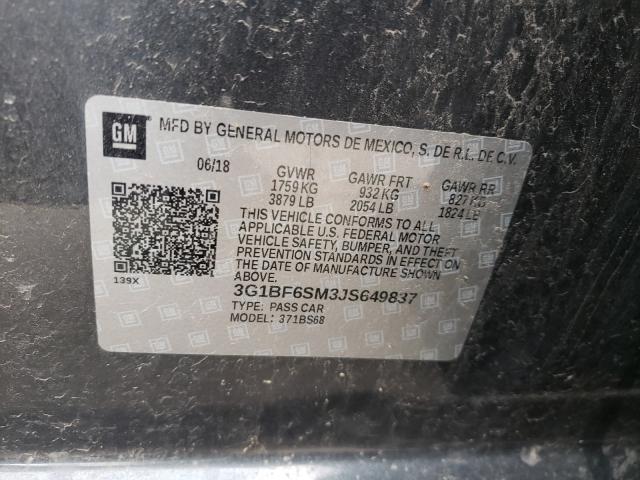 GM
MFD BY GENERAL MOTORS DE MEXICO, S. DE R.L. DE C.V.
06/18 GVWR GAWR FRT GAWR RR
1759 KG 932 KG 827 KG
3879 LB 2054 LB 1824 LB
THIS VEHICLE CONFORMS TO ALL
APPLICABLE U.S. FEDERAL MOTOR
VEHICLE SAFETY, BUMPER, AND THEFT
PREVENTION STANDARDS IN EFFECT ON
THE DATE OF MANUFACTURE SHOWN
ABOVE.
139X
3G1BF6SM3JS649837
TYPE: PASS CAR
MODEL: 371BS68